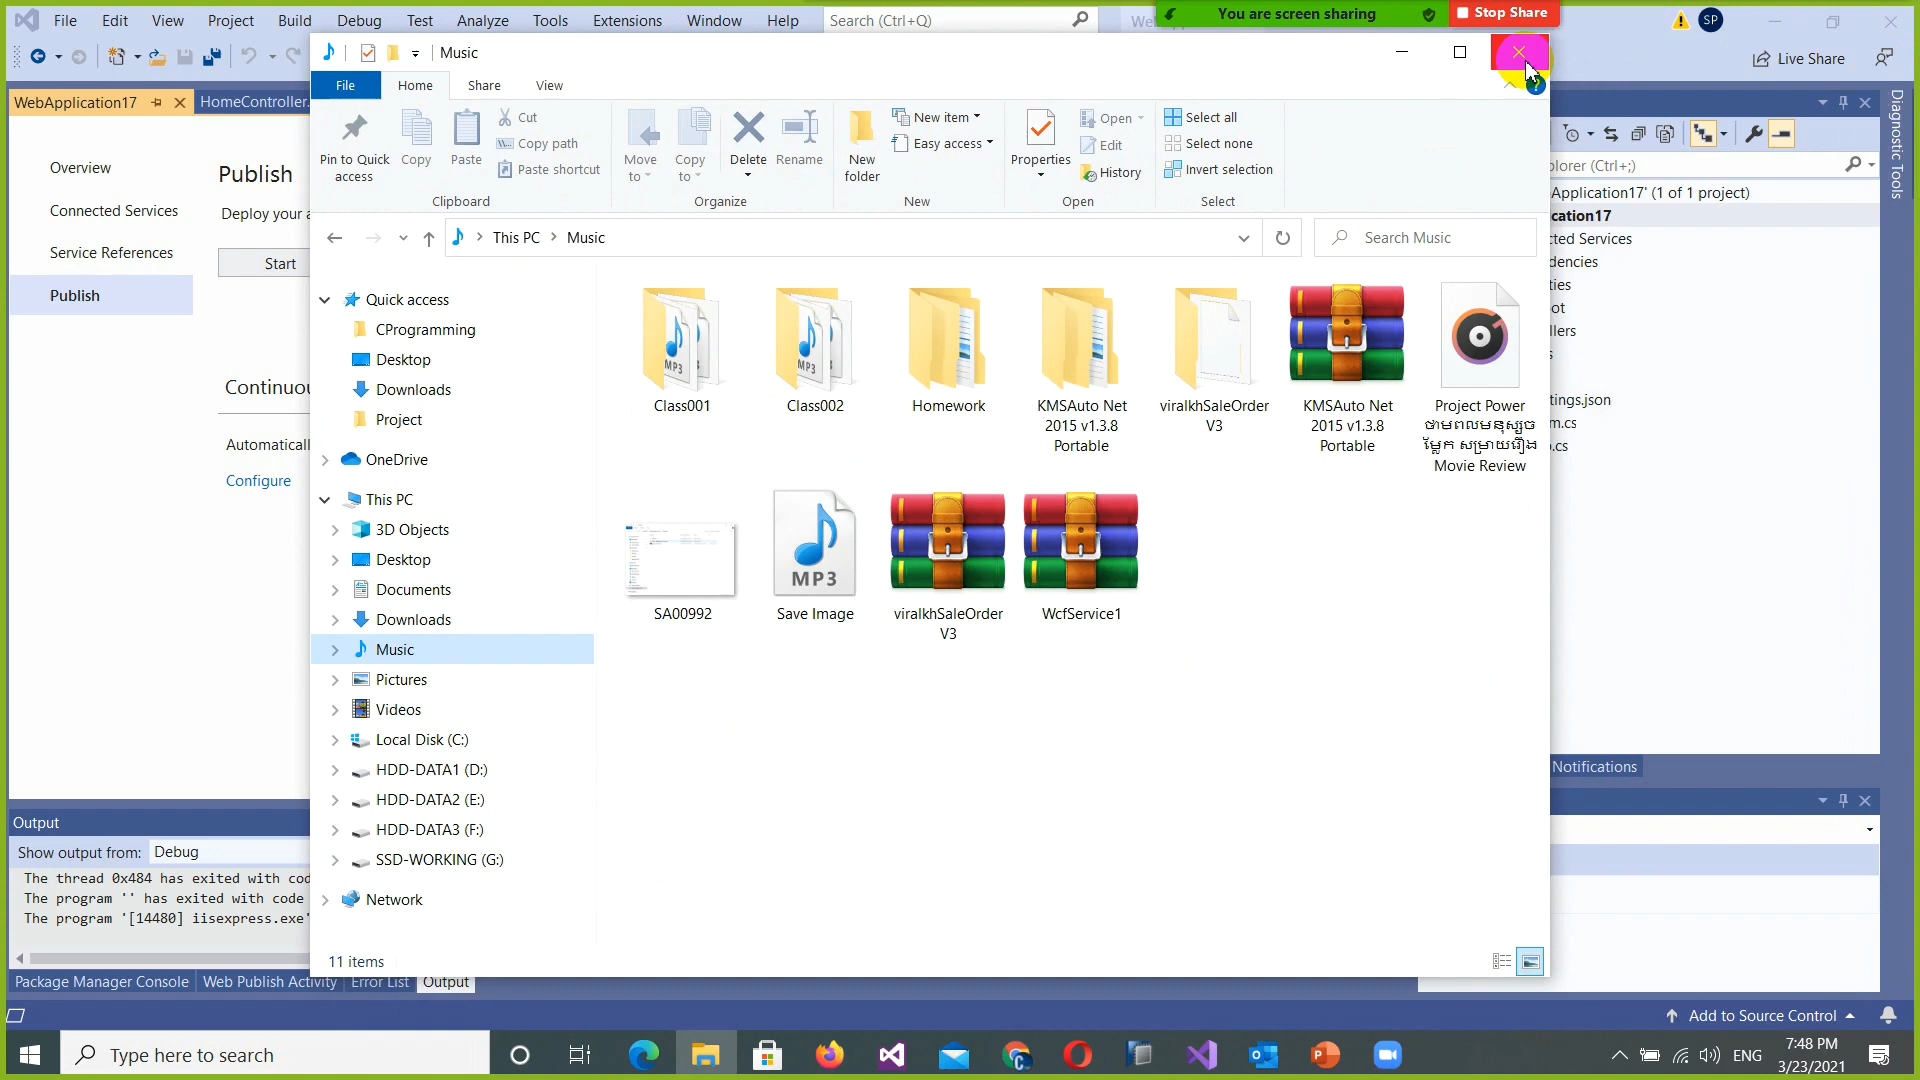 File Edit View Project Build Debug Test Analyze Tools Extensions Window Help Search (Ctrl+Q)
You are screen sharing Stop Share
SP
Live Share
Music
File Home Share View
WebApplication17 HomeController.
Pin to Quick access
Copy
Paste
Cut
Copy path
Paste shortcut
Clipboard
Move to
Copy to
Delete
Rename
Organize
New folder
New item
Easy access
New
Properties
Open
Edit
History
Open
Select all
Select none
Invert selection
Select
This PC Music
Search Music
Overview
Connected Services
Service References
Publish
Publish
Deploy your a
Start
Automaticall
Configure
Quick access
CProgramming
Desktop
Downloads
Project
OneDrive
This PC
3D Objects
Desktop
Documents
Downloads
Music
Pictures
Videos
Local Disk (C:)
HDD-DATA1 (D:)
HDD-DATA2 (E:)
HDD-DATA3 (F:)
SSD-WORKING (G:)
Network
Class001
Class002
Homework
KMSAuto Net
2015 v1.3.8
Portable
viralkhSaleOrder
V3
KMSAuto Net
2015 v1.3.8
Portable
Project Power
ថាមពលមនុស្សច
ម្លែក សម្រាយរឿង
Movie Review
SA00992
MP3
Save Image
viralkhSaleOrder
V3
WcfService1
11 items
Diagnostic Tools
plorer (Ctrl+;)
Application17' (1 of 1 project)
cation17
cted Services
dencies
ties
ot
llers
s
tings.json
m.cs
o.cs
Notifications
Output
Show output from: Debug
The thread 0x484 has exited with cod
The program '' has exited with code
The program '[14480] iisexpress.exe'
Package Manager Console Web Publish Activity Error List Output
Add to Source Control
Type here to search
ENG
7:48 PM
3/23/2021